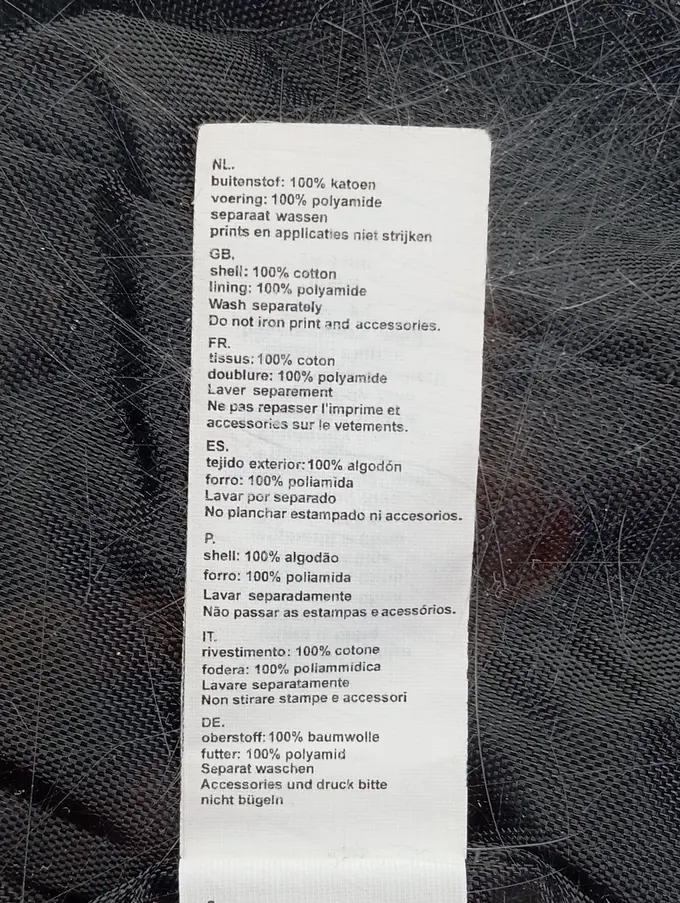 NL.
buitenstof: 100% katoen
voering: 100% polyamide
separaat wassen
prints en applicaties niet strijken
GB.
shell: 100% cotton
lining: 100% polyamide
Wash separately
Do not iron print and accessories.
FR.
tissus: 100% coton
doublure: 100% polyamide
Laver separement
Ne pas repasser l'imprime et
accessories sur le vetements.
ES.
tejido exterior: 100% algodón
forro: 100% poliamida
Lavar por separado
No planchar estampado ni accesorios.
P.
shell: 100% algodão
forro: 100% poliamida
Lavar separadamente
Não passar as estampas e acessórios.
IT.
rivestimento: 100% cotone
fodera: 100% poliammidica
Lavare separatamente
Non stirare stampe e accessori
DE.
oberstoff: 100% baumwolle
futter: 100% polyamid
Separat waschen
Accessories und druck bitte
nicht bügeln